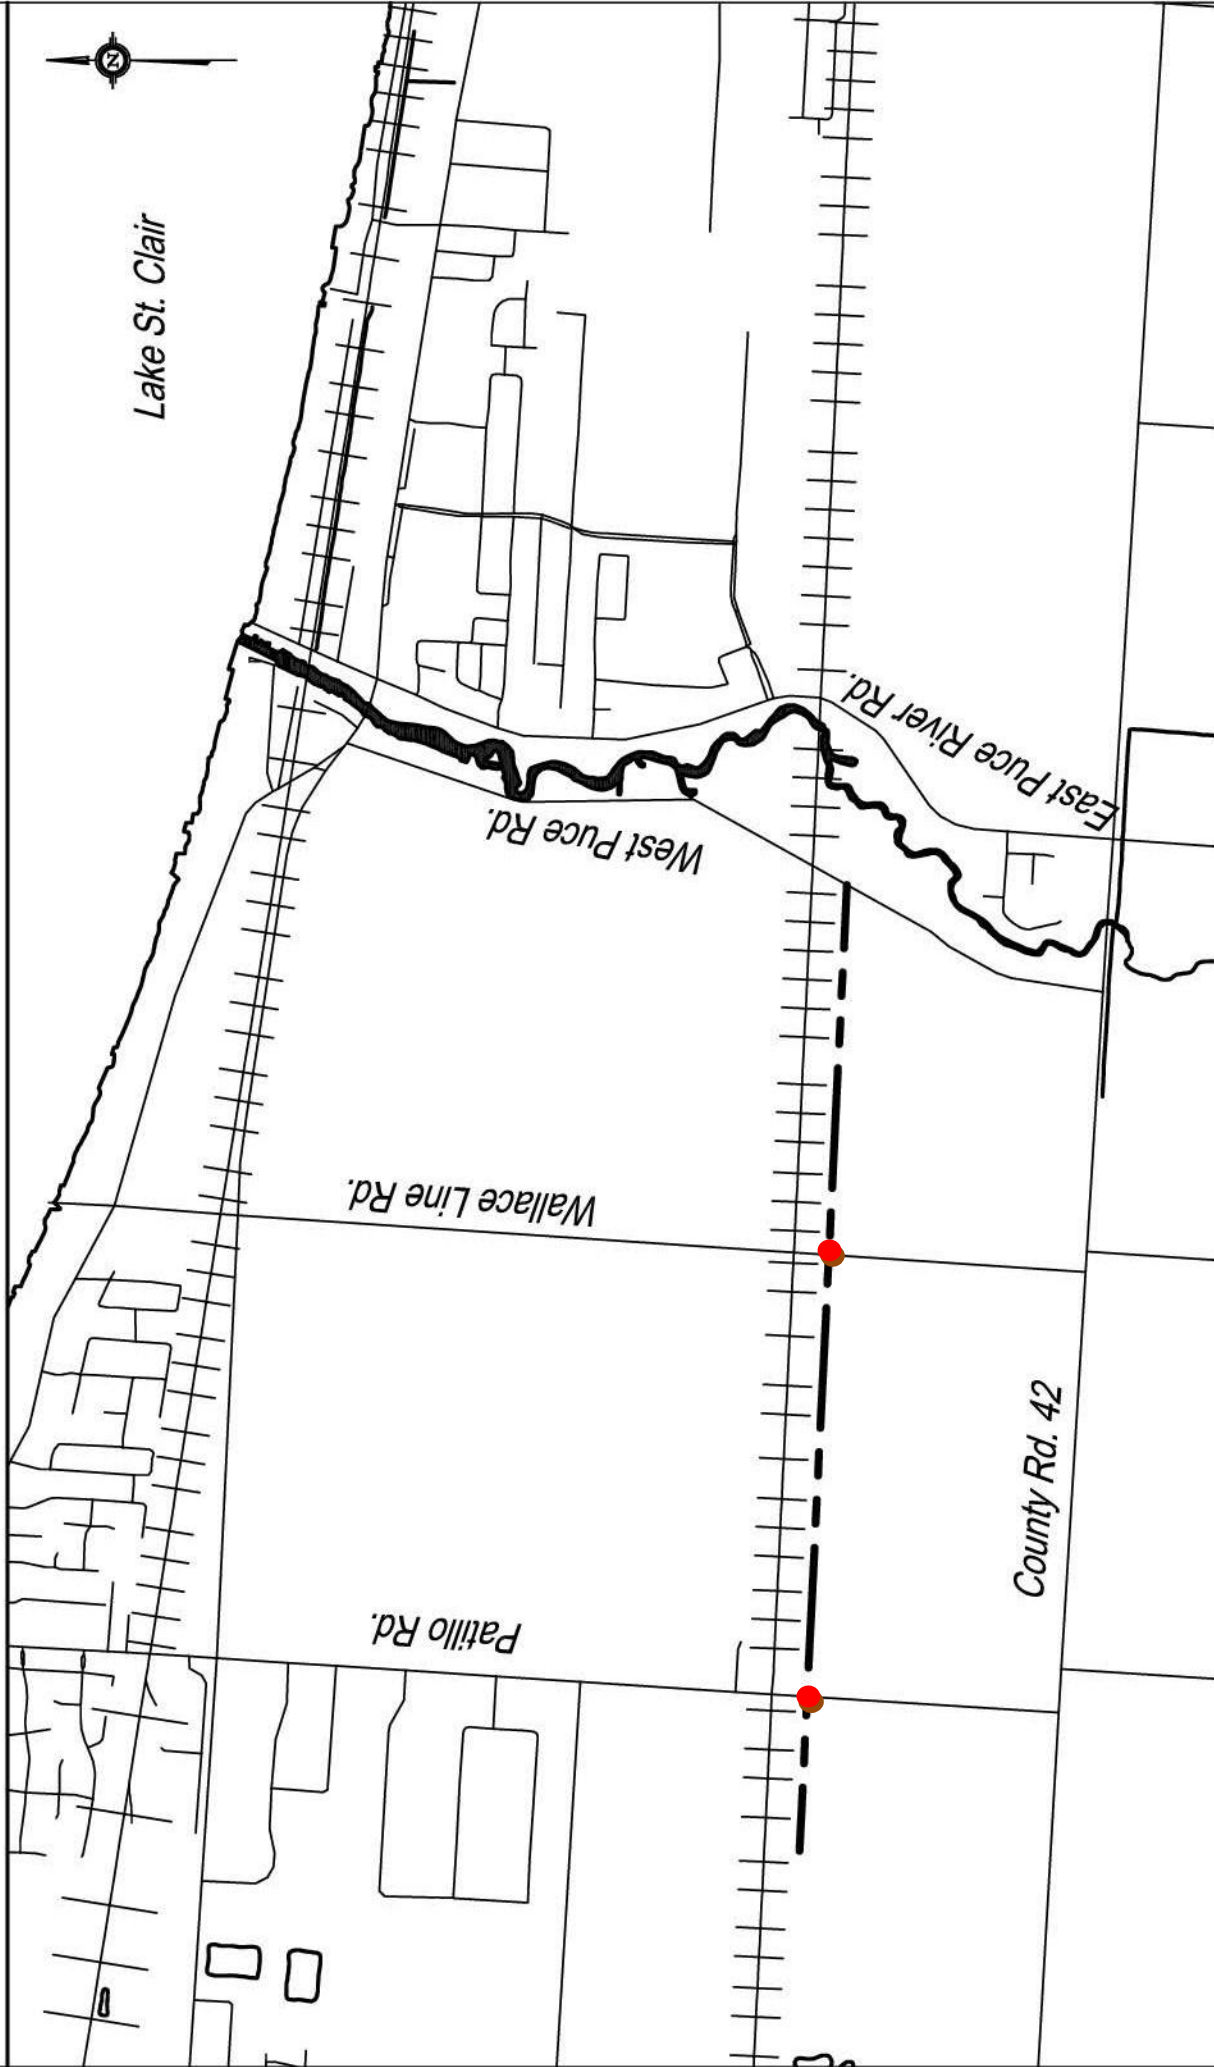 N
Lake St. Clair
West Puce Rd.
East Puce River Rd.
Wallace Line Rd.
Patillo Rd.
County Rd. 42